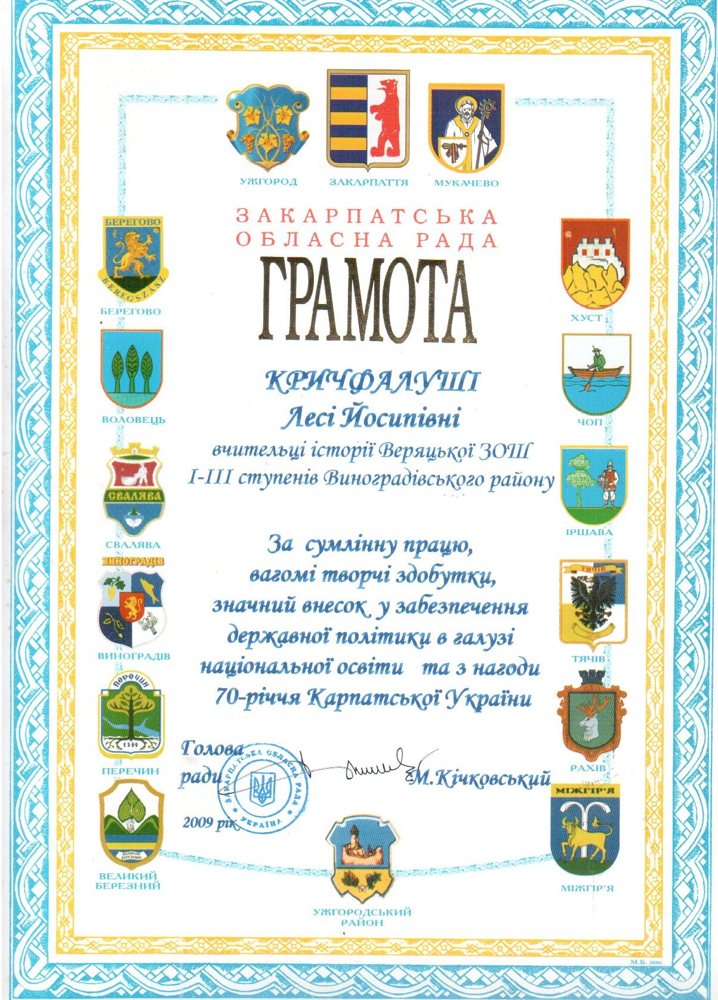 УЖГОРОД
ЗАКАРПАТТЯ
МУКАЧЕВО
ЗАКАРПАТСЬКА
ОБЛАСНА РАДА
ГРАМОТА
КРИЧФАЛУШІ
Лесі Йосипівні
вчительці історії Веряцької ЗОШ
І-ІІІ ступенів Виноградівського району
За сумлінну працю,
вагомі творчі здобутки,
значний внесок у забезпечення
державної політики в галузі
національної освіти та з нагоди
70-річчя Карпатської України
Голова
ради
М.Кічковський
2009 рік
ЗАКАРПАТСЬКА ОБЛАСНА РАДА
* УКРАЇНА *
БЕРЕГОВО
BEREGSZASZ
БЕРЕГОВО
ВОЛОВЕЦЬ
СВАЛЯВА
СВАЛЯВА
ВИНОГРАДІВ
ВИНОГРАДІВ
ПЕРЕЧИН
1399
ПЕРЕЧИН
ВЕЛИКИЙ
БЕРЕЗНИЙ
ВЕЛИКИЙ
БЕРЕЗНИЙ
ХУСТ
ЧОП
ІРШАВА
ТЯЧІВ
ТЯЧІВ
РАХІВ
МІЖГІР'Я
МІЖГІР'Я
УЖГОРОДСЬКИЙ
РАЙОН
М.Б. 2006